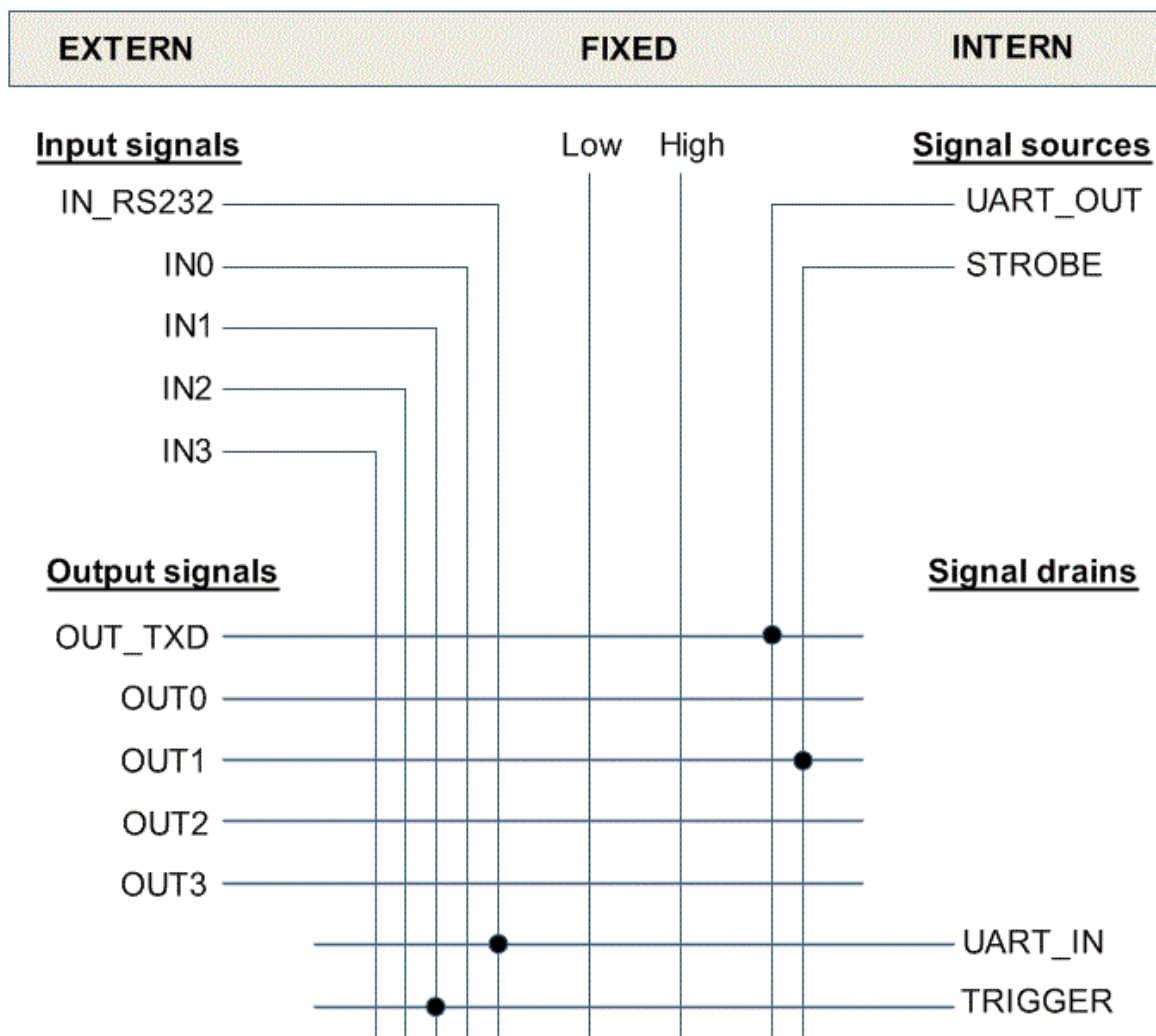 EXTERN FIXED INTERN
Input signals Low High Signal sources
IN_RS232 UART_OUT
IN0 STROBE
IN1
IN2
IN3
Output signals Signal drains
OUT_TXD
OUT0
OUT1
OUT2
OUT3
UART_IN
TRIGGER